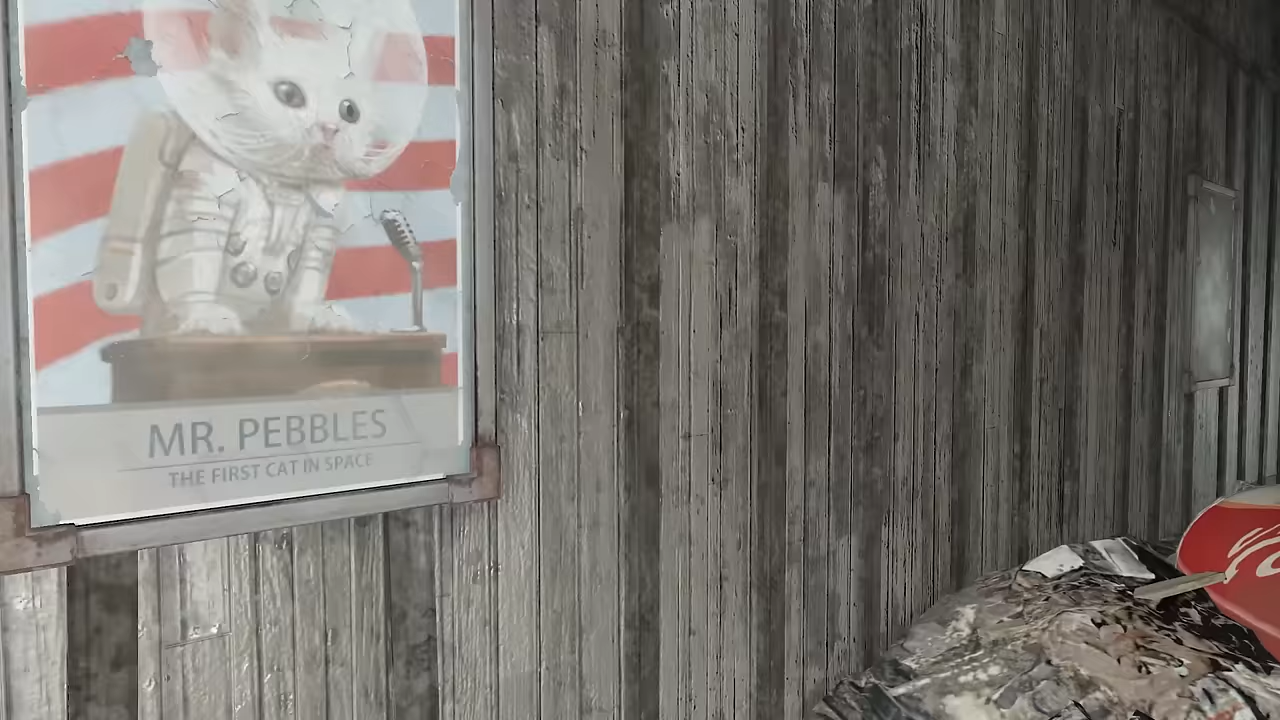 MR. PEBBLES
THE FIRST CAT IN SPACE